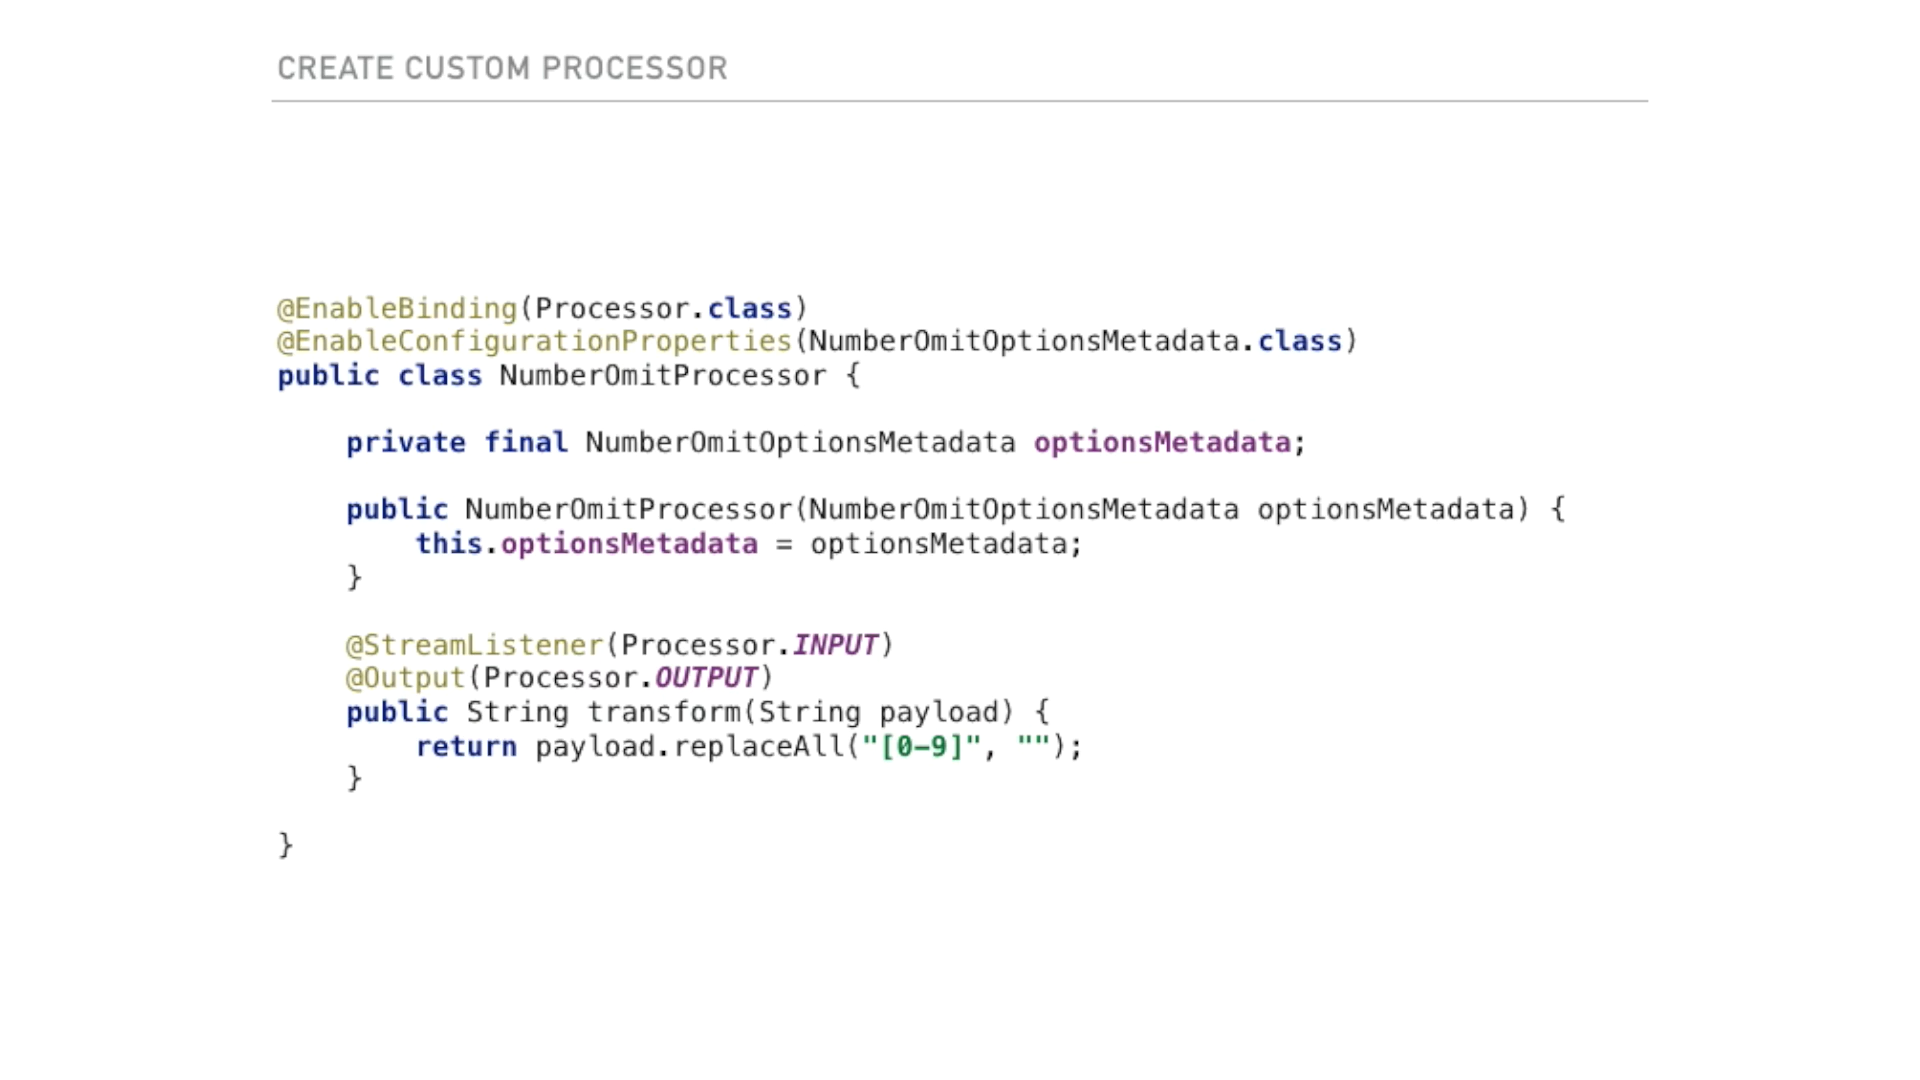 CREATE CUSTOM PROCESSOR
@EnableBinding(Processor.class)
@EnableConfigurationProperties(NumberOmitOptionsMetadata.class)
public class NumberOmitProcessor {
    private final NumberOmitOptionsMetadata optionsMetadata;
    public NumberOmitProcessor(NumberOmitOptionsMetadata optionsMetadata) {
        this.optionsMetadata = optionsMetadata;
    }
    @StreamListener(Processor.INPUT)
    @Output(Processor.OUTPUT)
    public String transform(String payload) {
        return payload.replaceAll("[0-9]", "");
    }
}